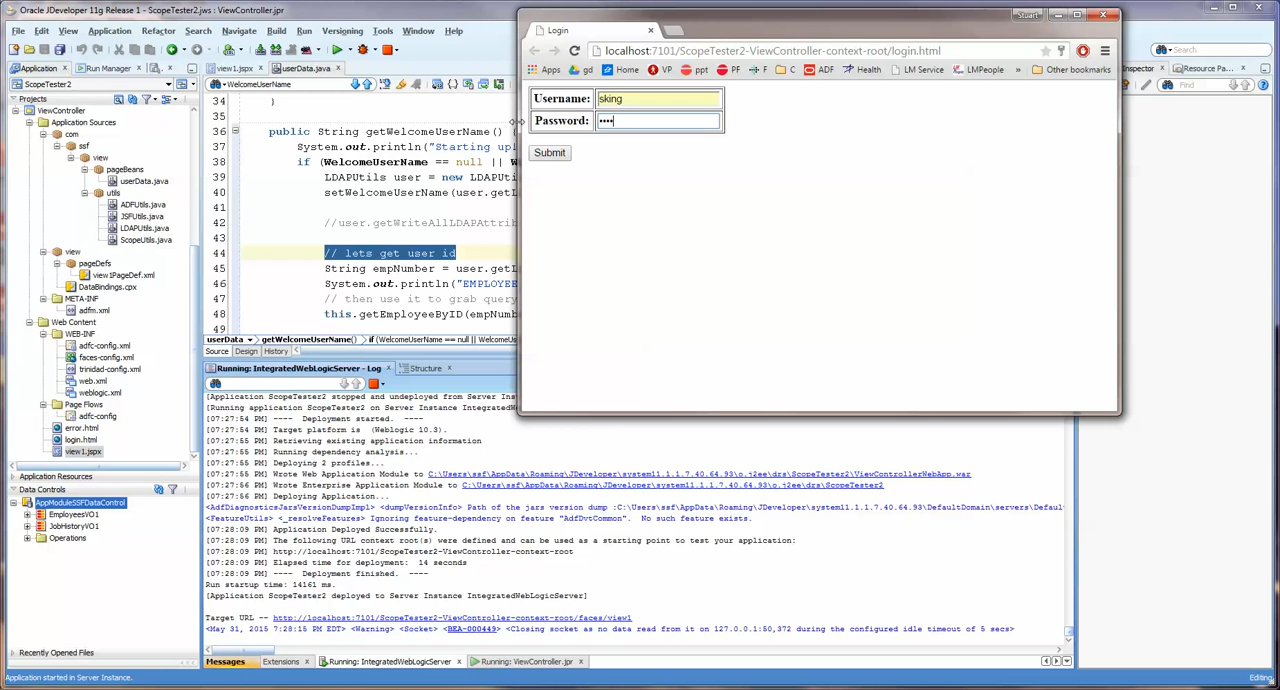 Oracle JDeveloper 11g Release 1 - ScopeTester2.jws : ViewController.jpr
File Edit View Application Refactor Search Navigate Build Run Versioning Tools Window Help
Search
Application Run Manager
view1.jspx userData.java
Inspector Resource Pa...
ScopeTester2
WelcomeUserName
Find
Projects
ViewController
Application Sources
com
ssf
view
pageBeans
userData.java
utils
ADFUtils.java
JSFUtils.java
LDAPUtils.java
ScopeUtils.java
view
pageDefs
view1PageDef.xml
DataBindings.cpx
META-INF
adfm.xml
Web Content
WEB-INF
adfc-config.xml
faces-config.xml
trinidad-config.xml
web.xml
weblogic.xml
Page Flows
adfc-config
error.html
login.html
view1.jspx
Application Resources
Data Controls
AppModuleSSFDataControl
EmployeesVO1
JobHistoryVO1
Operations
Recently Opened Files
34 }
35
36 public String getWelcomeUserName() {
37 System.out.println("Starting upl
38 if (WelcomeUserName == null || W
39 LDAPUtils user = new LDAPUti
40 setWelcomeUserName(user.getL
41
42 //user.getWriteAllLDAPAttrib
43
44 // lets get user id
45 String empNumber = user.getL
46 System.out.println("EMPLOYEE
47 // then use it to grab query
48 this.getEmployeeByID(empNumb
49
userData getWelcomeUserName() if (WelcomeUserName == null || WelcomeUse
Source Design History
Stuart
Login
localhost:7101/ScopeTester2-ViewController-context-root/login.html
Apps gd Home VP ppt F F C ADF Health LM Service LMPeople » Other bookmarks
Username: sking
Password: ••••
Submit
Running: IntegratedWebLogicServer - Log Structure
[Application ScopeTester2 stopped and undeployed from Server Inst
[Running application ScopeTester2 on Server Instance IntegratedWe
[07:27:54 PM] ---- Deployment started. ----
[07:27:54 PM] Target platform is (Weblogic 10.3).
[07:27:55 PM] Retrieving existing application information
[07:27:55 PM] Running dependency analysis...
[07:27:55 PM] Deploying 2 profiles...
[07:27:55 PM] Wrote Web Application Module to C:\Users\ssf\AppData\Roaming\JDeveloper\system11.1.1.7.40.64.93\o.j2ee\drs\ScopeTester2\ViewControllerWebApp.war
[07:27:56 PM] Wrote Enterprise Application Module to C:\Users\ssf\AppData\Roaming\JDeveloper\system11.1.1.7.40.64.93\o.j2ee\drs\ScopeTester2
[07:27:56 PM] Deploying Application...
<AdfDiagnosticsJarsVersionDumpImpl> <dumpVersionInfo> Path of the jars version dump :C:\Users\ssf\AppData\Roaming\JDeveloper\system11.1.1.7.40.64.93\DefaultDomain\servers\Defau
<FeatureUtils> <_resolveFeatures> Ignoring feature-dependency on feature "AdfDvtCommon". No such feature exists.
[07:28:09 PM] Application Deployed Successfully.
[07:28:09 PM] The following URL context root(s) were defined and can be used as a starting point to test your application:
[07:28:09 PM] http://localhost:7101/ScopeTester2-ViewController-context-root
[07:28:09 PM] Elapsed time for deployment: 14 seconds
[07:28:09 PM] ---- Deployment finished. ----
Run startup time: 14161 ms.
[Application ScopeTester2 deployed to Server Instance IntegratedWebLogicServer]
Target URL -- http://localhost:7101/ScopeTester2-ViewController-context-root/faces/view1
<May 31, 2015 7:28:15 PM EDT> <Warning> <Socket> <BEA-000449> <Closing socket as no data read from it on 127.0.0.1:50,372 during the configured idle timeout of 5 secs>
Messages Extensions Running: IntegratedWebLogicServer Running: ViewController.jpr
Application started in Server Instance.
Editing